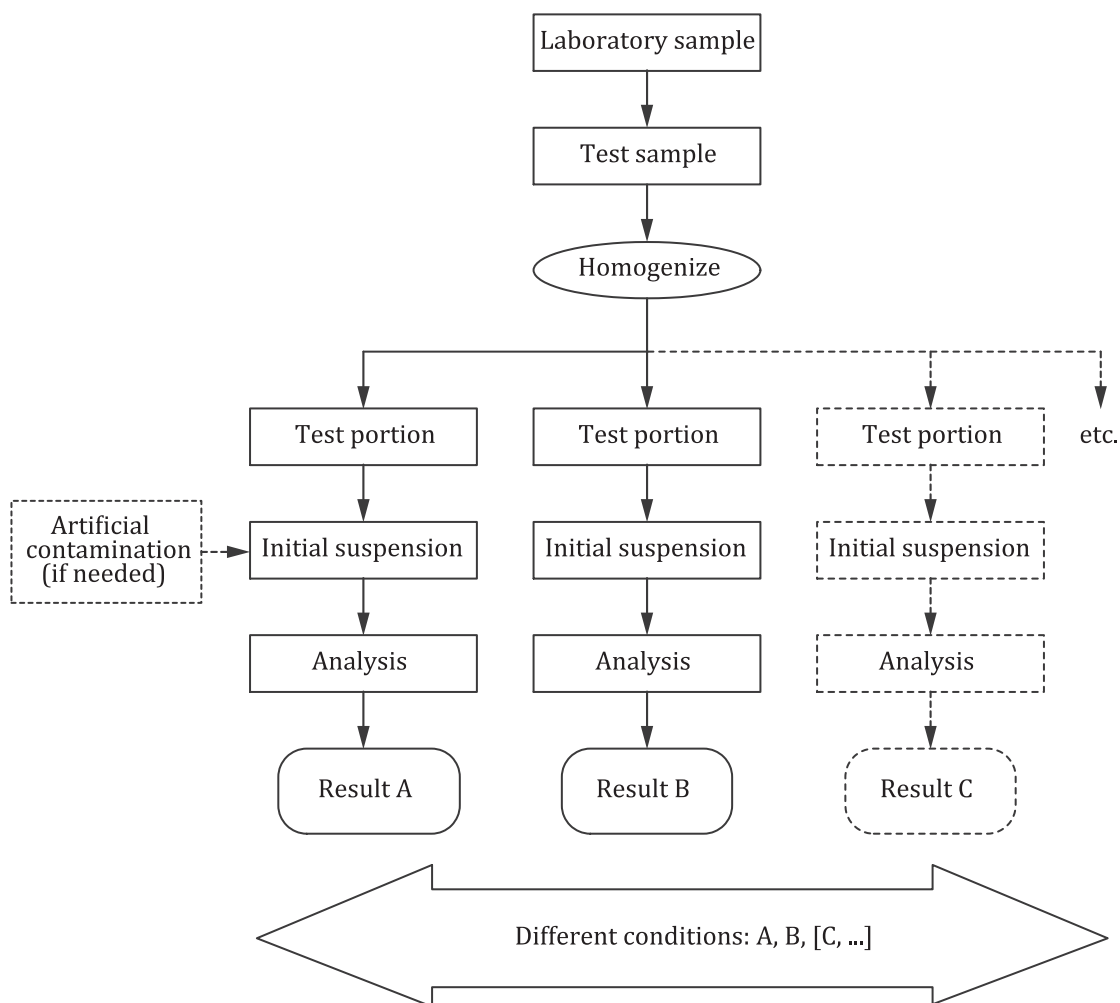 Laboratory sample
Test sample
Homogenize
Test portion
Test portion
Test portion
etc.
Artificial
contamination
(if needed)
Initial suspension
Initial suspension
Initial suspension
Analysis
Analysis
Analysis
Result A
Result B
Result C
Different conditions: A, B, [C, ...]